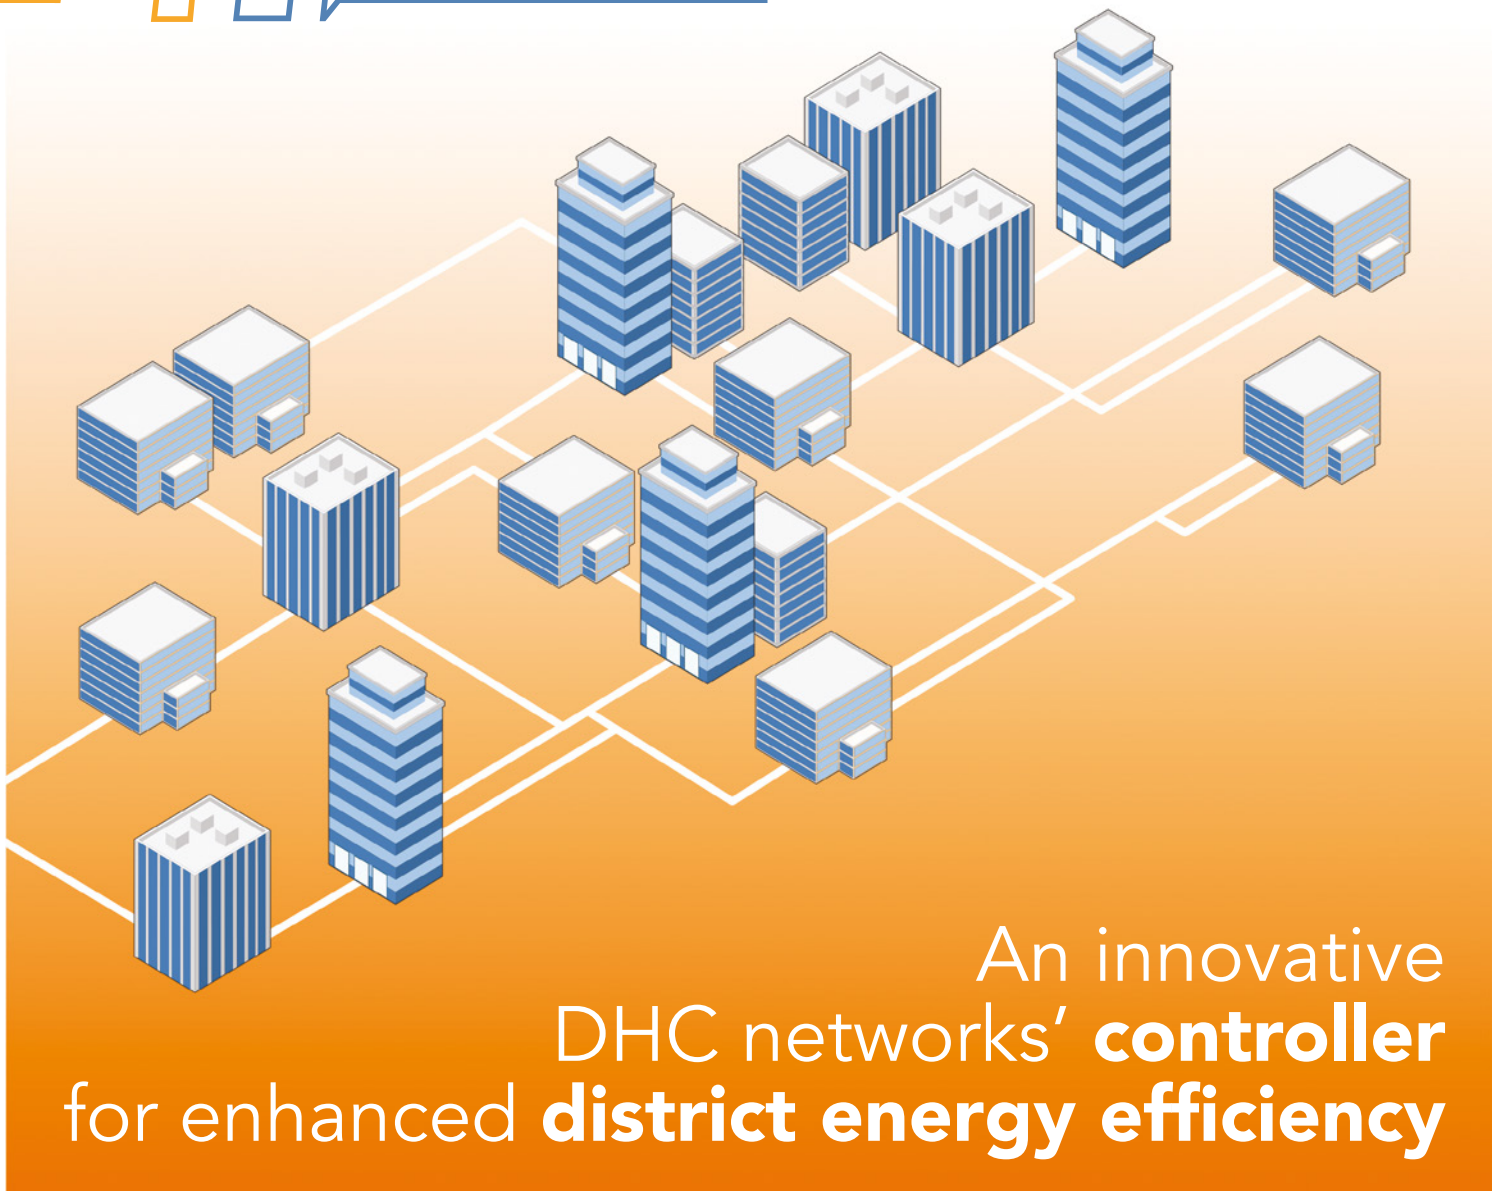 An innovative
DHC networks’ controller
for enhanced district energy efficiency